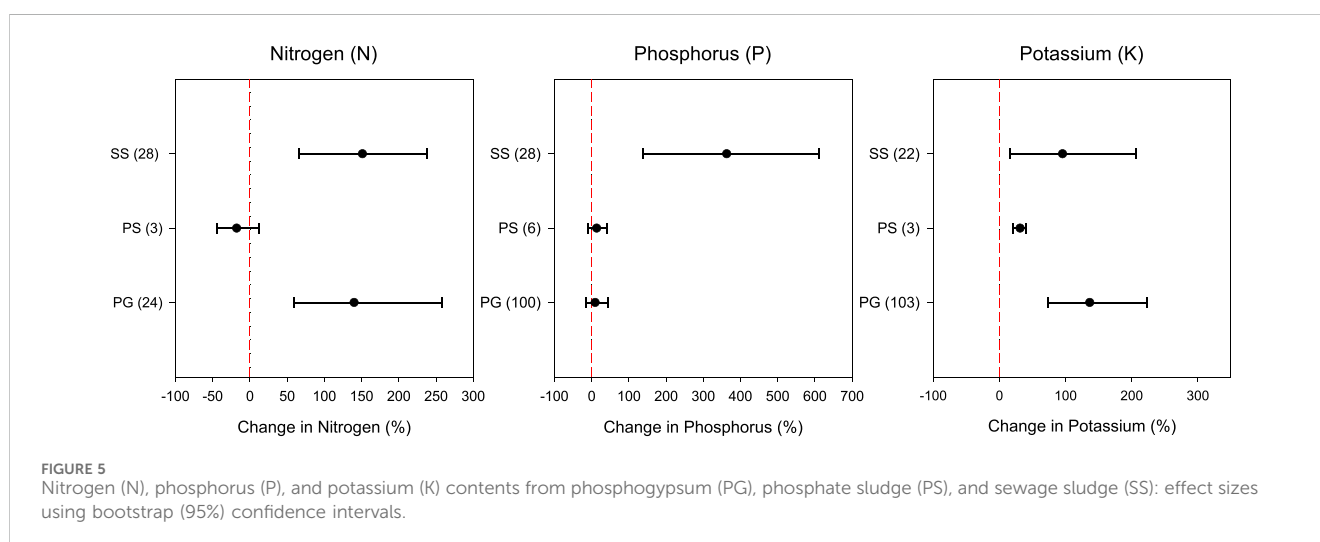 Nitrogen (N)
SS (28)
PS (3)
PG (24)
-100 -50 0 50 100 150 200 250 300
Change in Nitrogen (%)
Phosphorus (P)
SS (28)
PS (6)
PG (100)
-100 0 100 200 300 400 500 600 700
Change in Phosphorus (%)
Potassium (K)
SS (22)
PS (3)
PG (103)
-100 0 100 200 300
Change in Potassium (%)
FIGURE 5
Nitrogen (N), phosphorus (P), and potassium (K) contents from phosphogypsum (PG), phosphate sludge (PS), and sewage sludge (SS): effect sizes
using bootstrap (95%) confidence intervals.